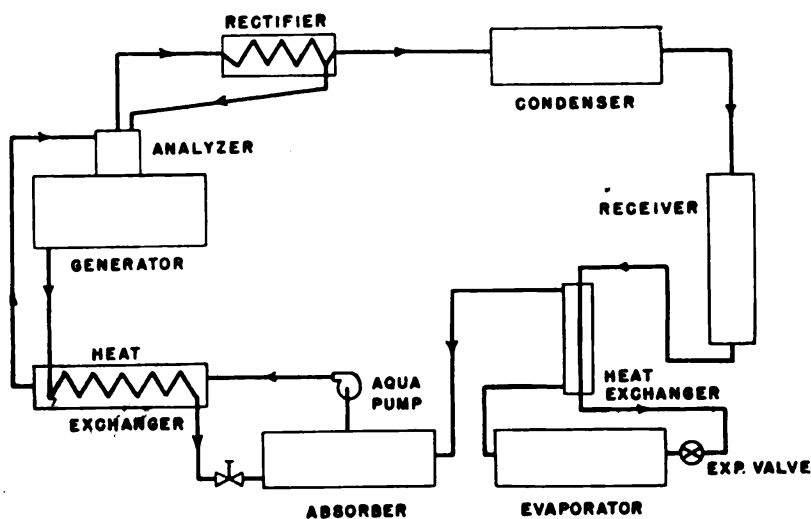 RECTIFIER
CONDENSER
ANALYZER
RECEIVER
GENERATOR
HEAT
EXCHANGER
AQUA
PUMP
HEAT
EXCHANGER
EXP. VALVE
ABSORBER
EVAPORATOR